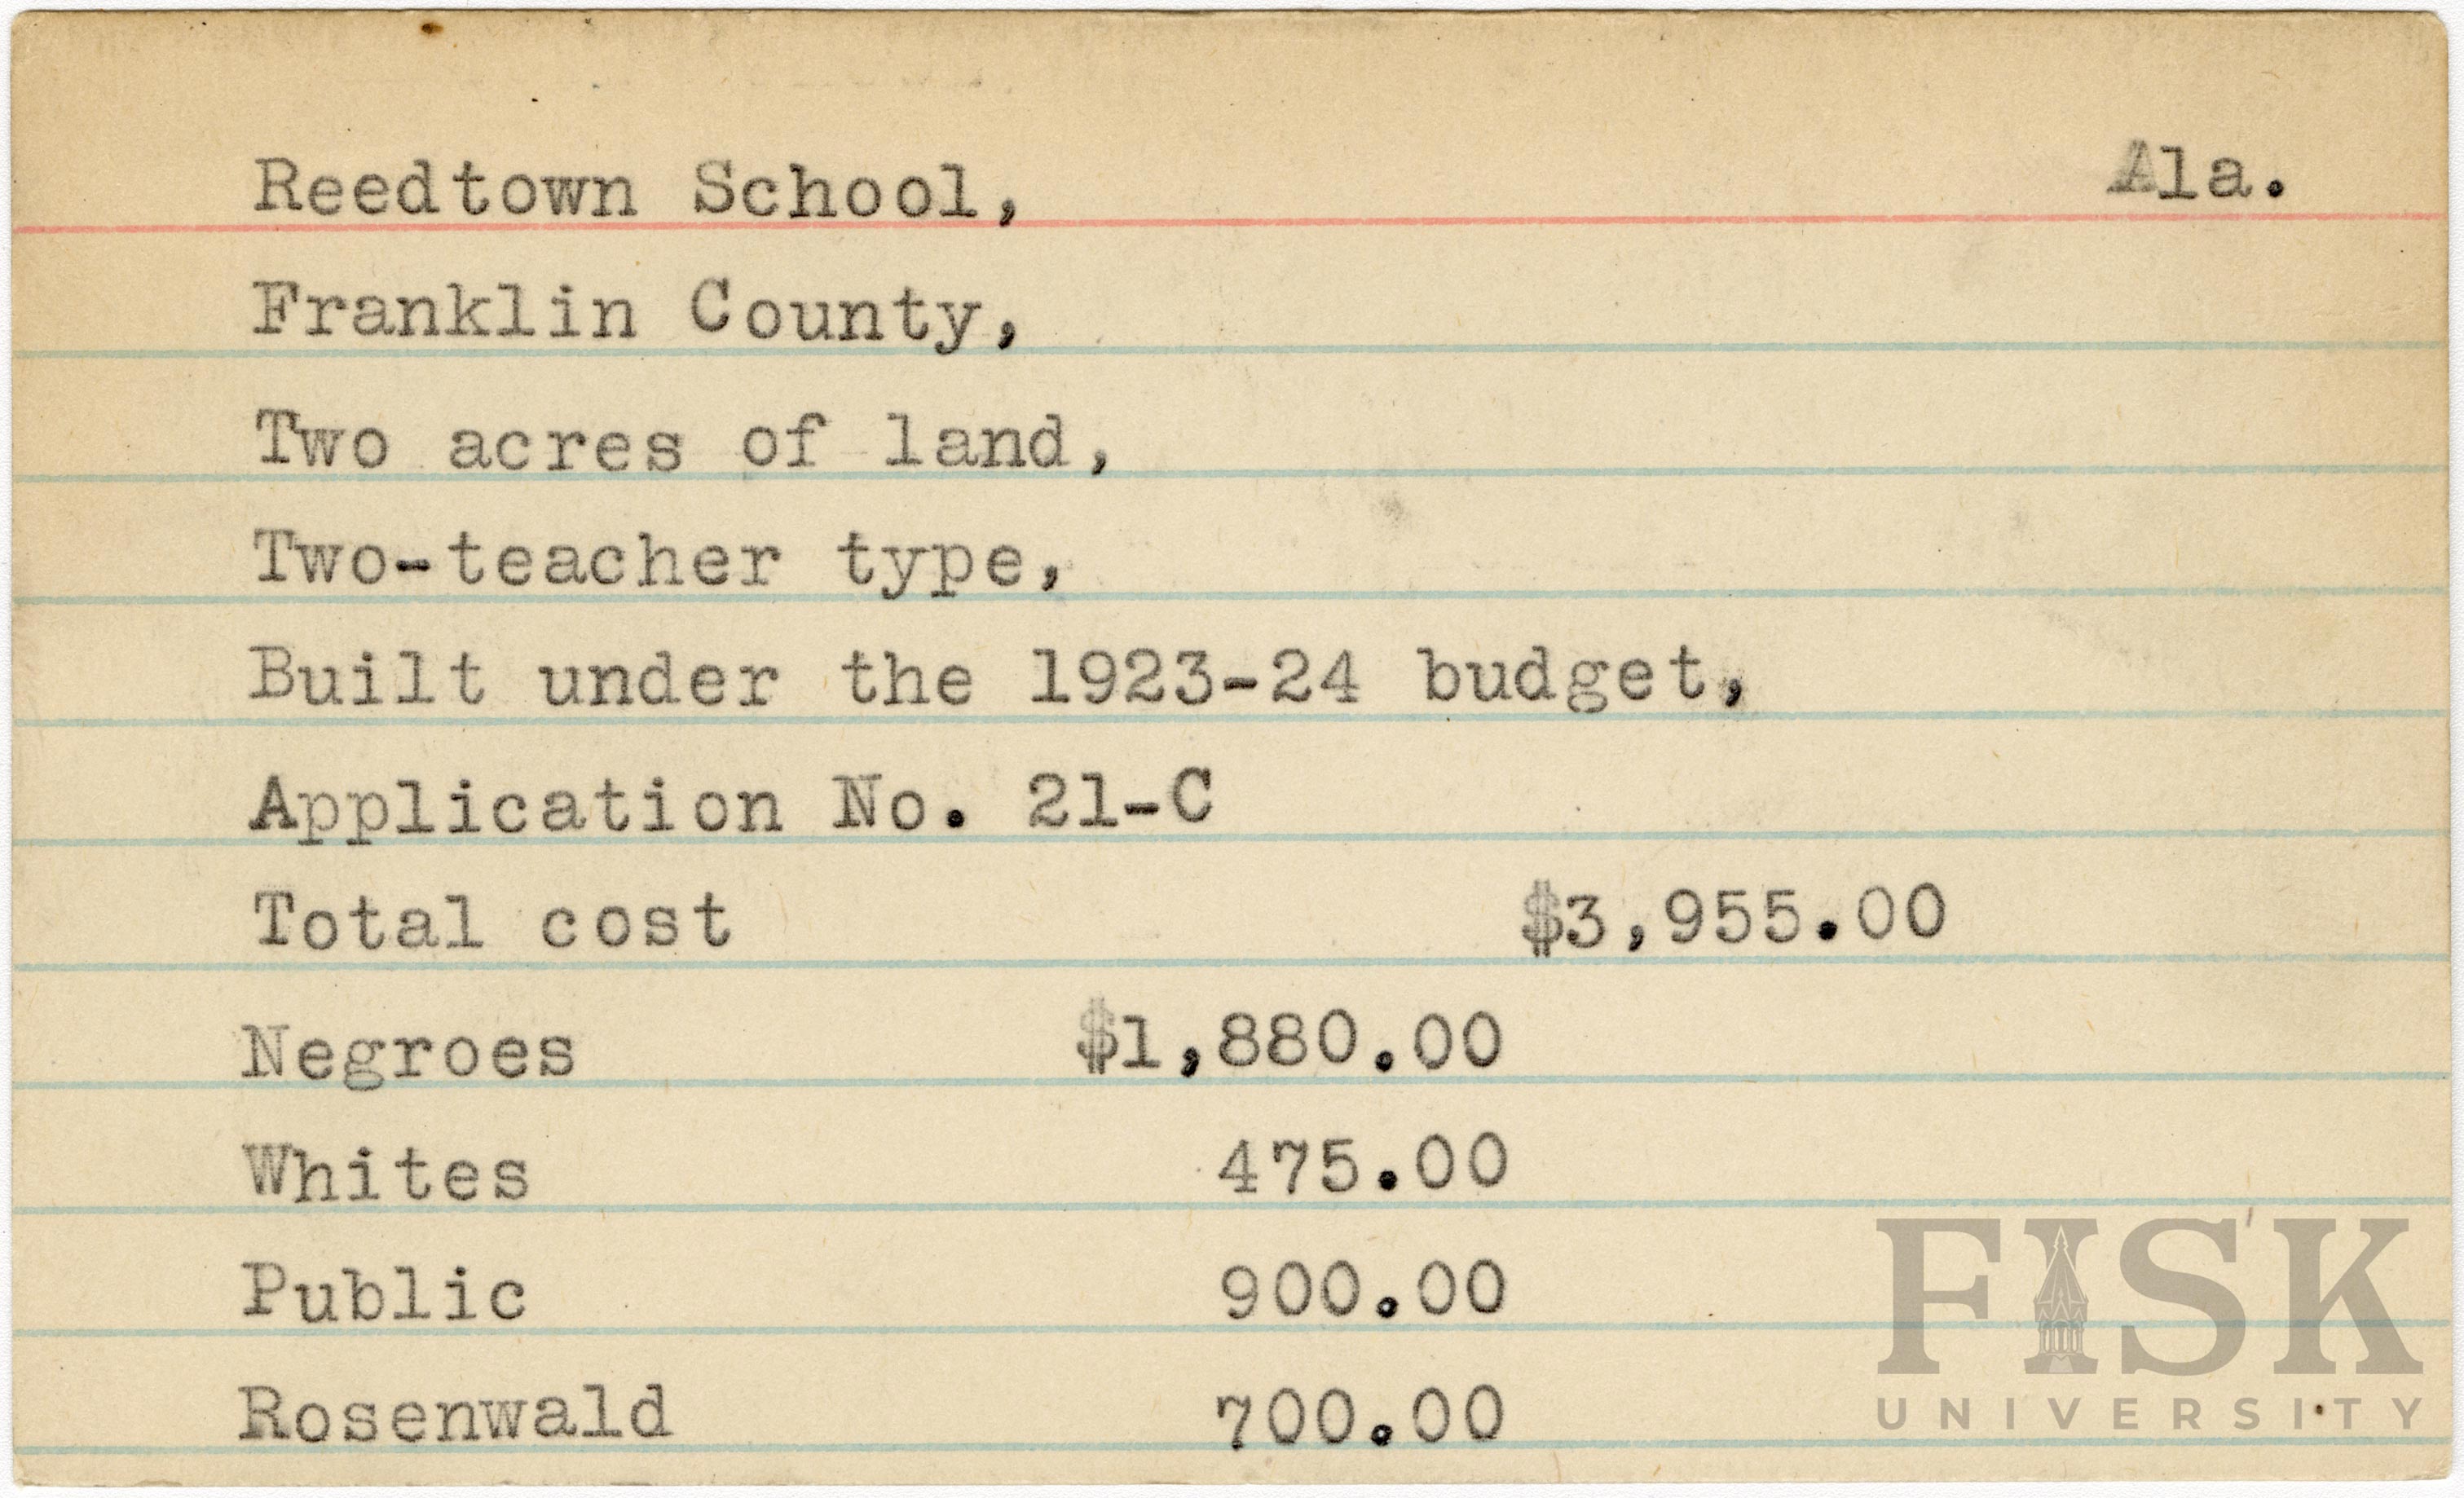 Reedtown School, Ala.
Franklin County,
Two acres of land,
Two-teacher type,
Built under the 1923-24 budget,
Application No. 21-C
Total cost $3,955.00
Negroes $1,880.00
Whites 475.00
Public 900.00
Rosenwald 700.00
FISK
UNIVERSITY